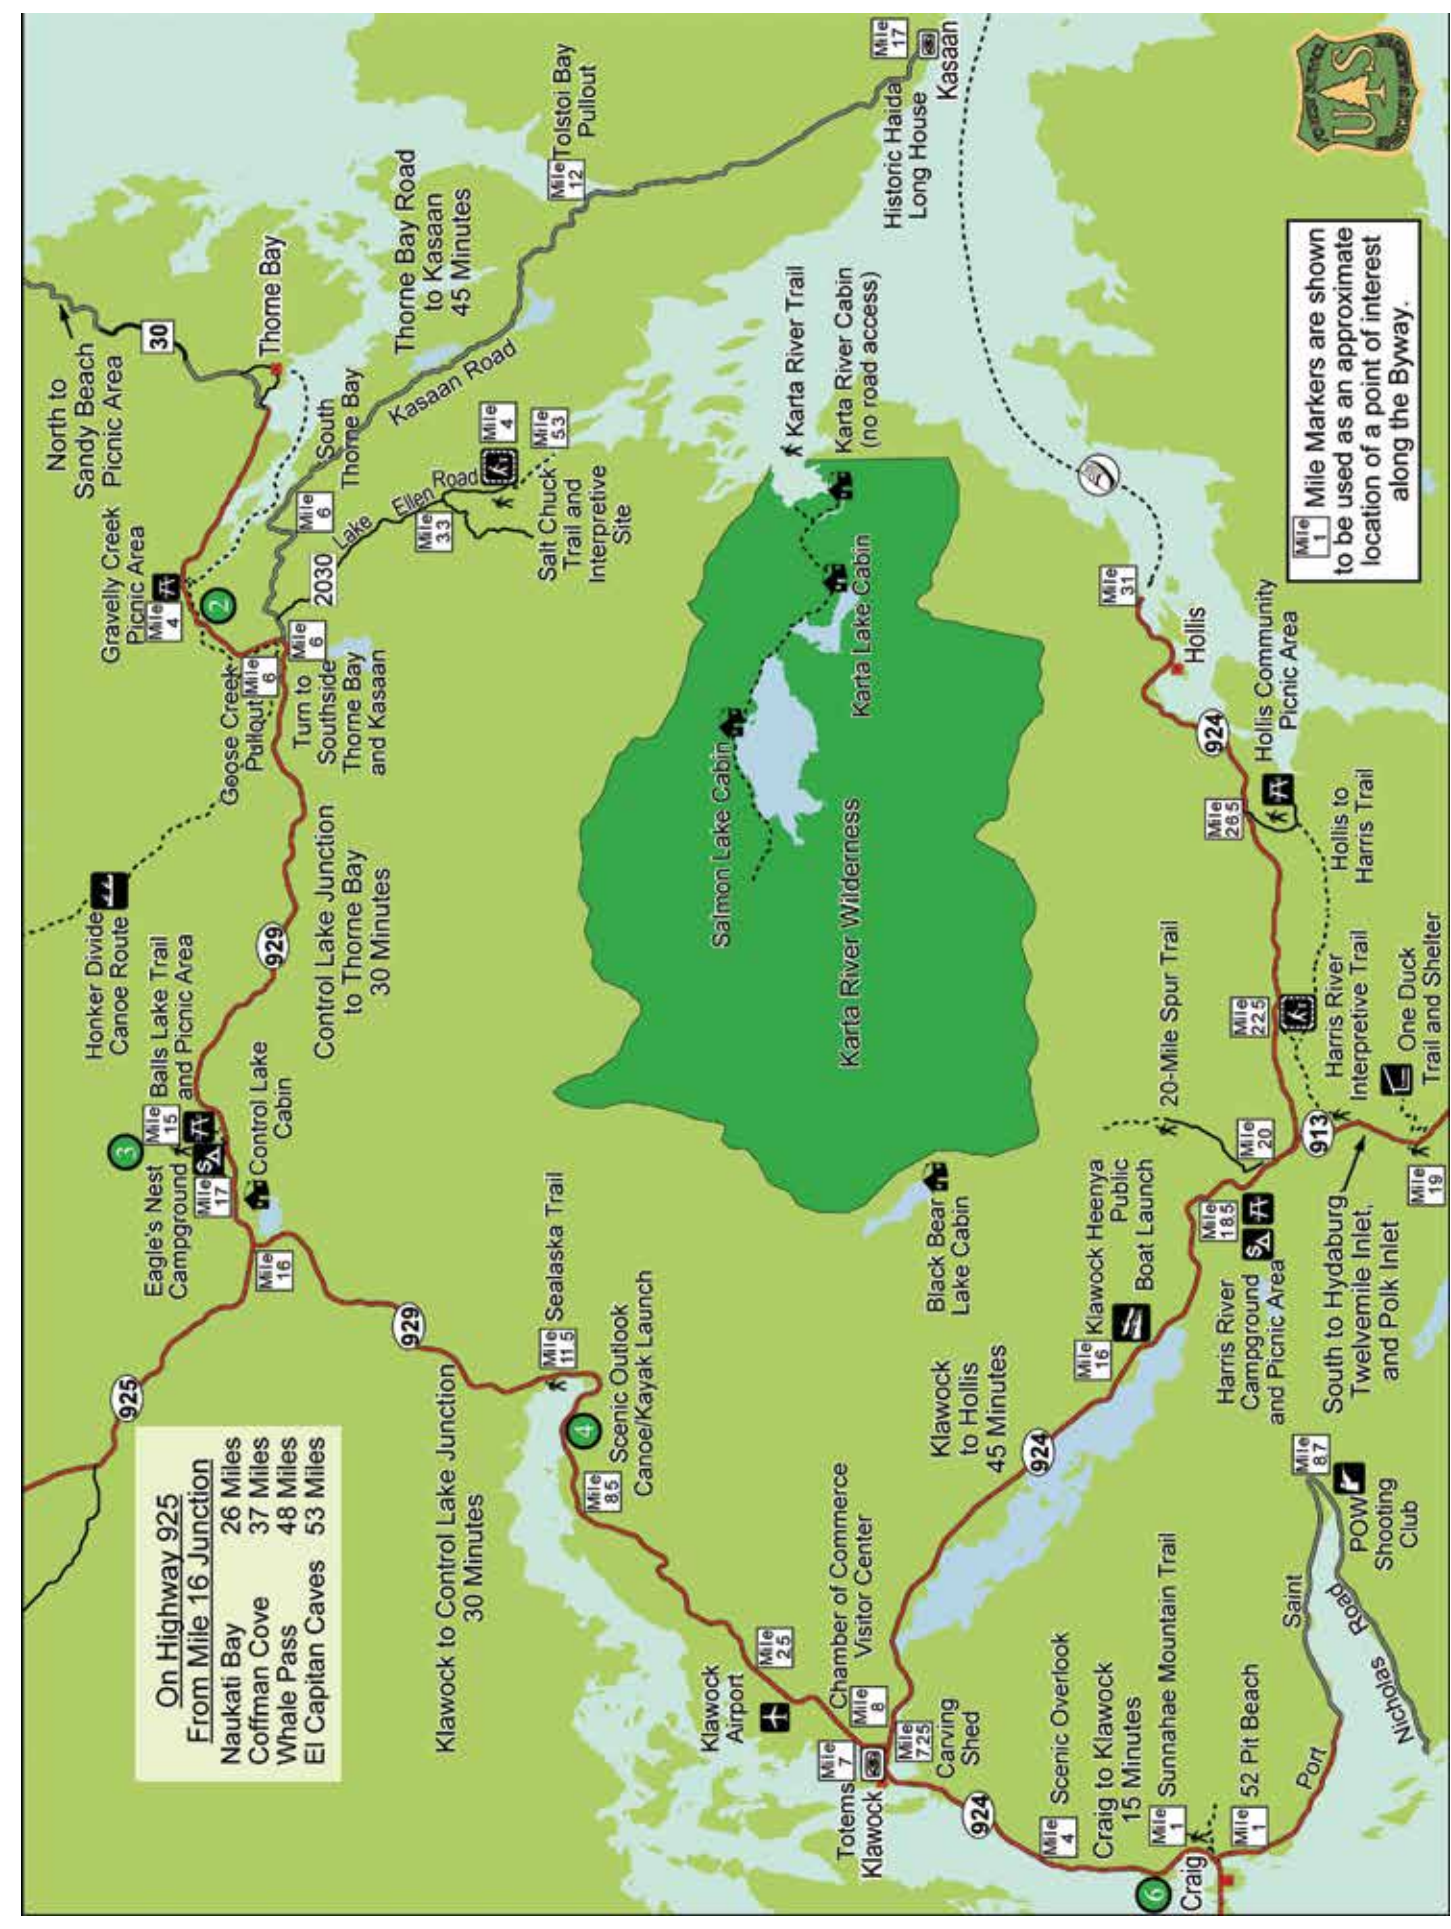 On Highway 925
From Mile 16 Junction
Naukati Bay 26 Miles
Coffman Cove 37 Miles
Whale Pass 48 Miles
El Capitan Caves 53 Miles
925
Mile
16
929
Eagle's Nest
Campground
Mile
17
3
Mile
15
Balls Lake Trail
and Picnic Area
Control Lake
Cabin
Honker Divide
Canoe Route
929
Control Lake Junction
to Thorne Bay
30 Minutes
Goose Creek
Pullout
Mile
6
Turn to
Southside
Thorne Bay
and Kasaan
Mile
6
Gravelly Creek
Picnic Area
Mile
4
2
North to
Sandy Beach
Picnic Area
30
Thorne Bay
South
Thorne Bay
Mile
6
2030
Lake Ellen Road
Mile
3.3
Mile
4
Mile
5.3
Salt Chuck
Trail and
Interpretive
Site
Kasaan Road
Thorne Bay Road
to Kasaan
45 Minutes
Mile
12
Tolstoi Bay
Pullout
Mile
17
Kasaan
Historic Haida
Long House
Klawock to Control Lake Junction
30 Minutes
Mile
11.5
Sealaska Trail
4
Mile
8.5
Scenic Outlook
Canoe/Kayak Launch
Klawock
Airport
Mile
2.5
Salmon Lake Cabin
Karta River Wilderness
Karta Lake Cabin
Karta River Trail
Karta River Cabin
(no road access)
Black Bear
Lake Cabin
Chamber of Commerce
Visitor Center
Mile
8
Mile
7
Totems
Klawock
Mile
7.25
Carving
Shed
924
Klawock
to Hollis
45 Minutes
924
Mile
16
Klawock Heenya
Public
Boat Launch
20-Mile Spur Trail
Mile
18.5
Harris River
Campground
and Picnic Area
Mile
20
913
South to Hydaburg
Twelvemile Inlet,
and Polk Inlet
Mile
19
One Duck
Trail and Shelter
Harris River
Interpretive Trail
Mile
22.5
Hollis to
Harris Trail
Mile
26.5
Hollis Community
Picnic Area
924
Hollis
Mile
31
Mile
4
Scenic Overlook
Craig to Klawock
15 Minutes
Mile
1
Sunnahae Mountain Trail
6
Craig
Mile
1
52 Pit Beach
Port Saint
Nicholas Road
Mile
8.7
POW
Shooting
Club
Mile
1
Mile Markers are shown
to be used as an approximate
location of a point of interest
along the Byway.
U S